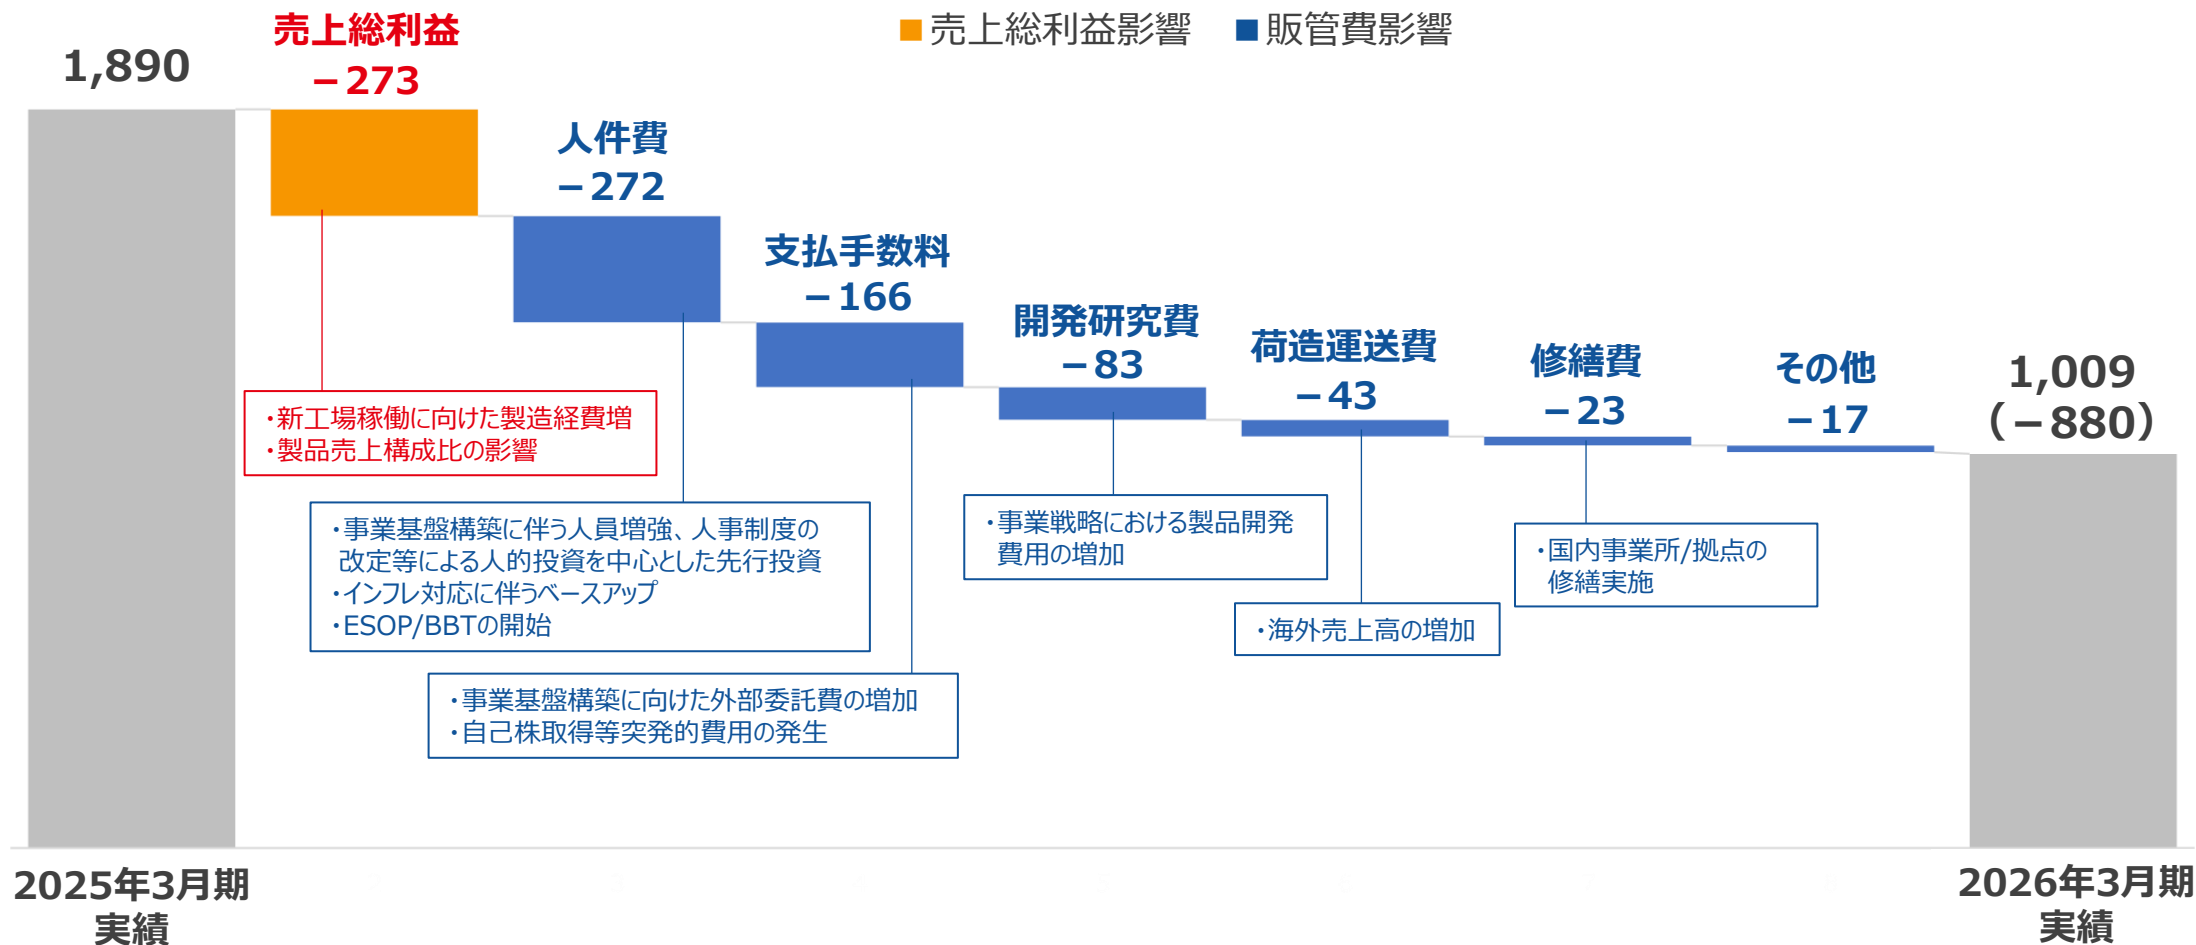 ■売上総利益影響 ■販管費影響
1,890
売上総利益
－273
人件費
－272
支払手数料
－166
開発研究費
－83
荷造運送費
－43
修繕費
－23
その他
－17
1,009
（－880）
・新工場稼働に向けた製造経費増
・製品売上構成比の影響
・事業基盤構築に伴う人員増強、人事制度の
改定等による人的投資を中心とした先行投資
・インフレ対応に伴うベースアップ
・ESOP/BBTの開始
・事業基盤構築に向けた外部委託費の増加
・自己株取得等突発的費用の発生
・事業戦略における製品開発
費用の増加
・海外売上高の増加
・国内事業所/拠点の
修繕実施
2025年3月期
実績
2026年3月期
実績